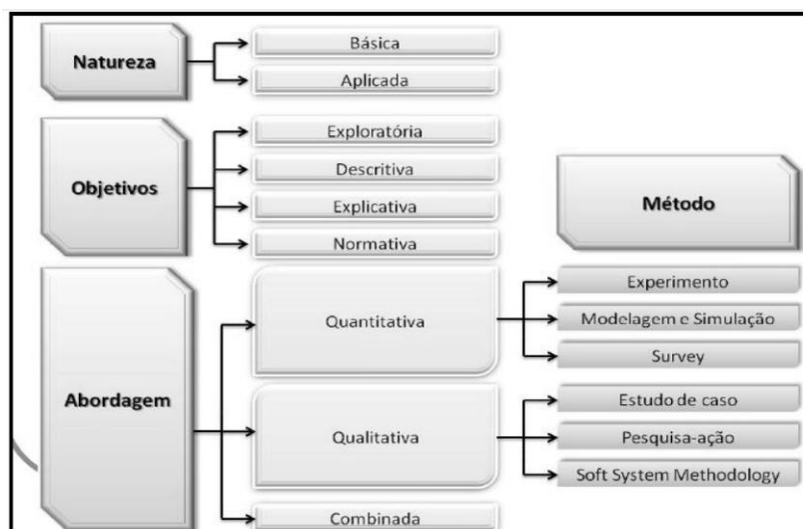 Natureza
Básica
Aplicada
Objetivos
Exploratória
Descritiva
Explicativa
Normativa
Método
Abordagem
Quantitativa
Experimento
Modelagem e Simulação
Survey
Qualitativa
Estudo de caso
Pesquisa-ação
Soft System Methodology
Combinada